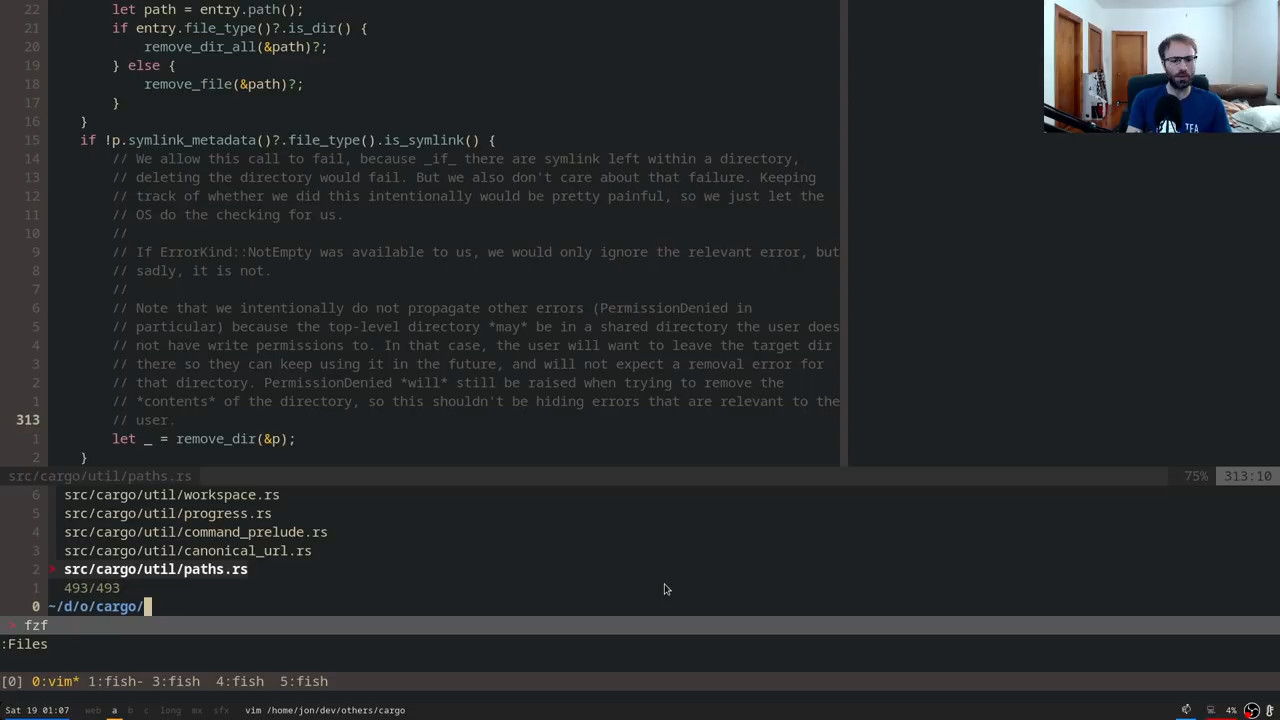 22 let path = entry.path();
21 if entry.file_type()?.is_dir() {
20 remove_dir_all(&path)?;
19 } else {
18 remove_file(&path)?;
17 }
16 }
15 if !p.symlink_metadata()?.file_type().is_symlink() {
14 // We allow this call to fail, because _if_ there are symlink left within a directory,
13 // deleting the directory would fail. But we also don't care about that failure. Keeping
12 // track of whether we did this intentionally would be pretty painful, so we just let the
11 // OS do the checking for us.
10 //
9 // If ErrorKind::NotEmpty was available to us, we would only ignore the relevant error, but
8 // sadly, it is not.
7 //
6 // Note that we intentionally do not propagate other errors (PermissionDenied in
5 // particular) because the top-level directory *may* be in a shared directory the user does
4 // not have write permissions to. In that case, the user will want to leave the target dir
3 // there so they can keep using it in the future, and will not expect a removal error for
2 // that directory. PermissionDenied *will* still be raised when trying to remove the
1 // *contents* of the directory, so this shouldn't be hiding errors that are relevant to the
313 // user.
1 let _ = remove_dir(&p);
2 }
src/cargo/util/paths.rs 75% 313:10
6 src/cargo/util/workspace.rs
5 src/cargo/util/progress.rs
4 src/cargo/util/command_prelude.rs
3 src/cargo/util/canonical_url.rs
2 > src/cargo/util/paths.rs
1 493/493
0 ~/d/o/cargo/
> fzf
:Files
[0] 0:vim* 1:fish- 3:fish 4:fish 5:fish
Sat 19 01:07 web a b c long mx sfx vim /home/jon/dev/others/cargo 4%
TEA